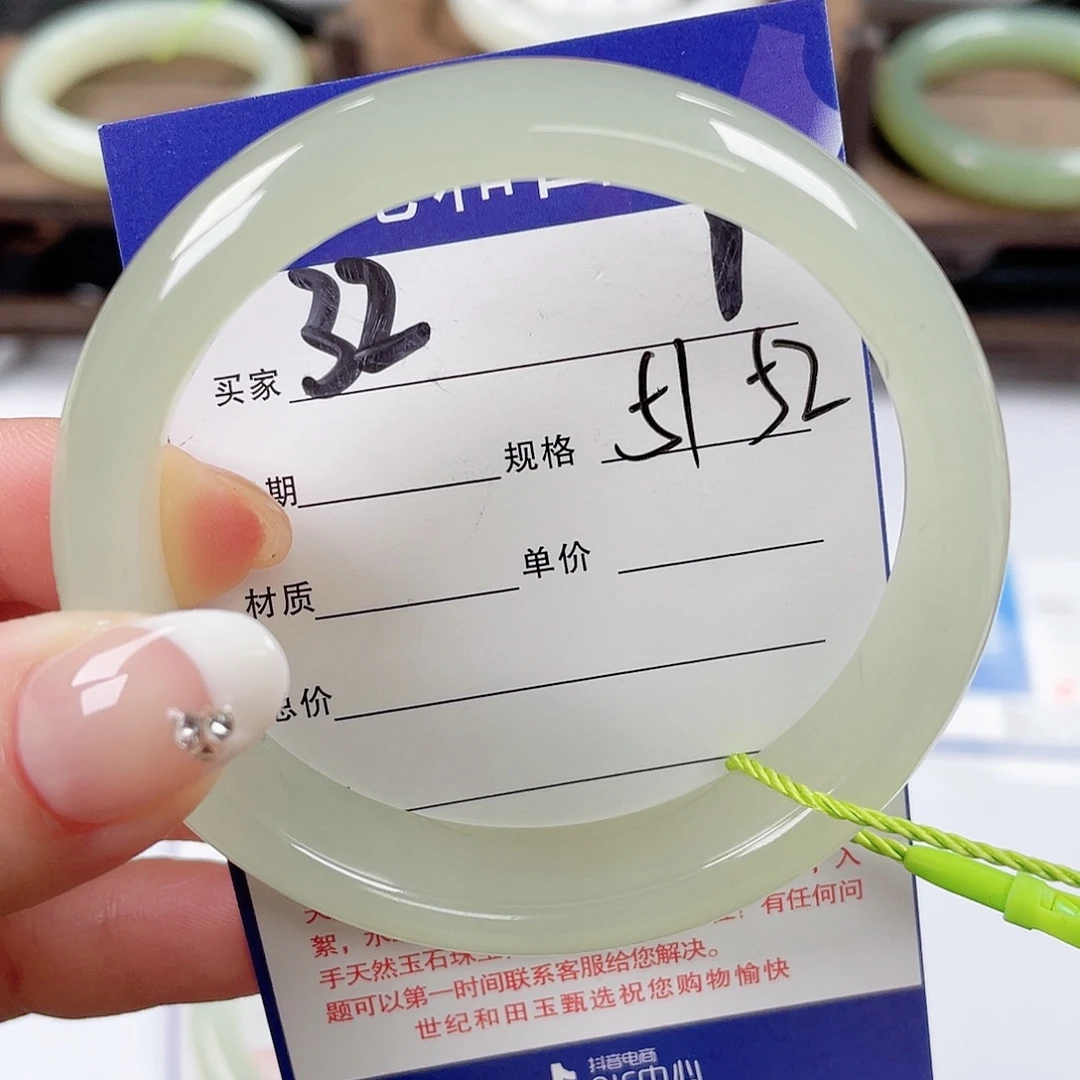 买家 32 1
期 规格 51 52
材质 单价
总价
入
絮，水 有任何问
手天然玉石珠
题可以第一时间联系客服给您解决。
世纪和田玉甄选祝您购物愉快
抖音电商